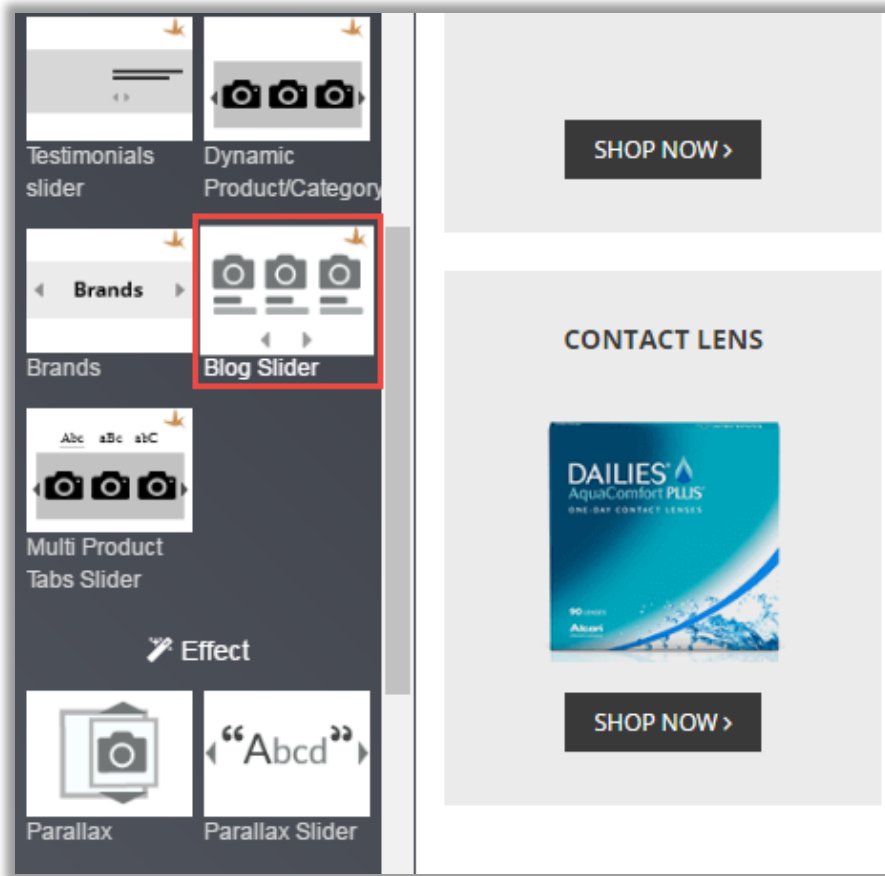 Testimonials
slider
Dynamic
Product/Category
Brands
Brands
Blog Slider
Abc aBc abC
Multi Product
Tabs Slider
Effect
“Abcd”
Parallax
Parallax Slider
SHOP NOW ›
CONTACT LENS
DAILIES
AquaComfort PLUS
ONE-DAY CONTACT LENSES
90 LENSES
Alcon
SHOP NOW ›